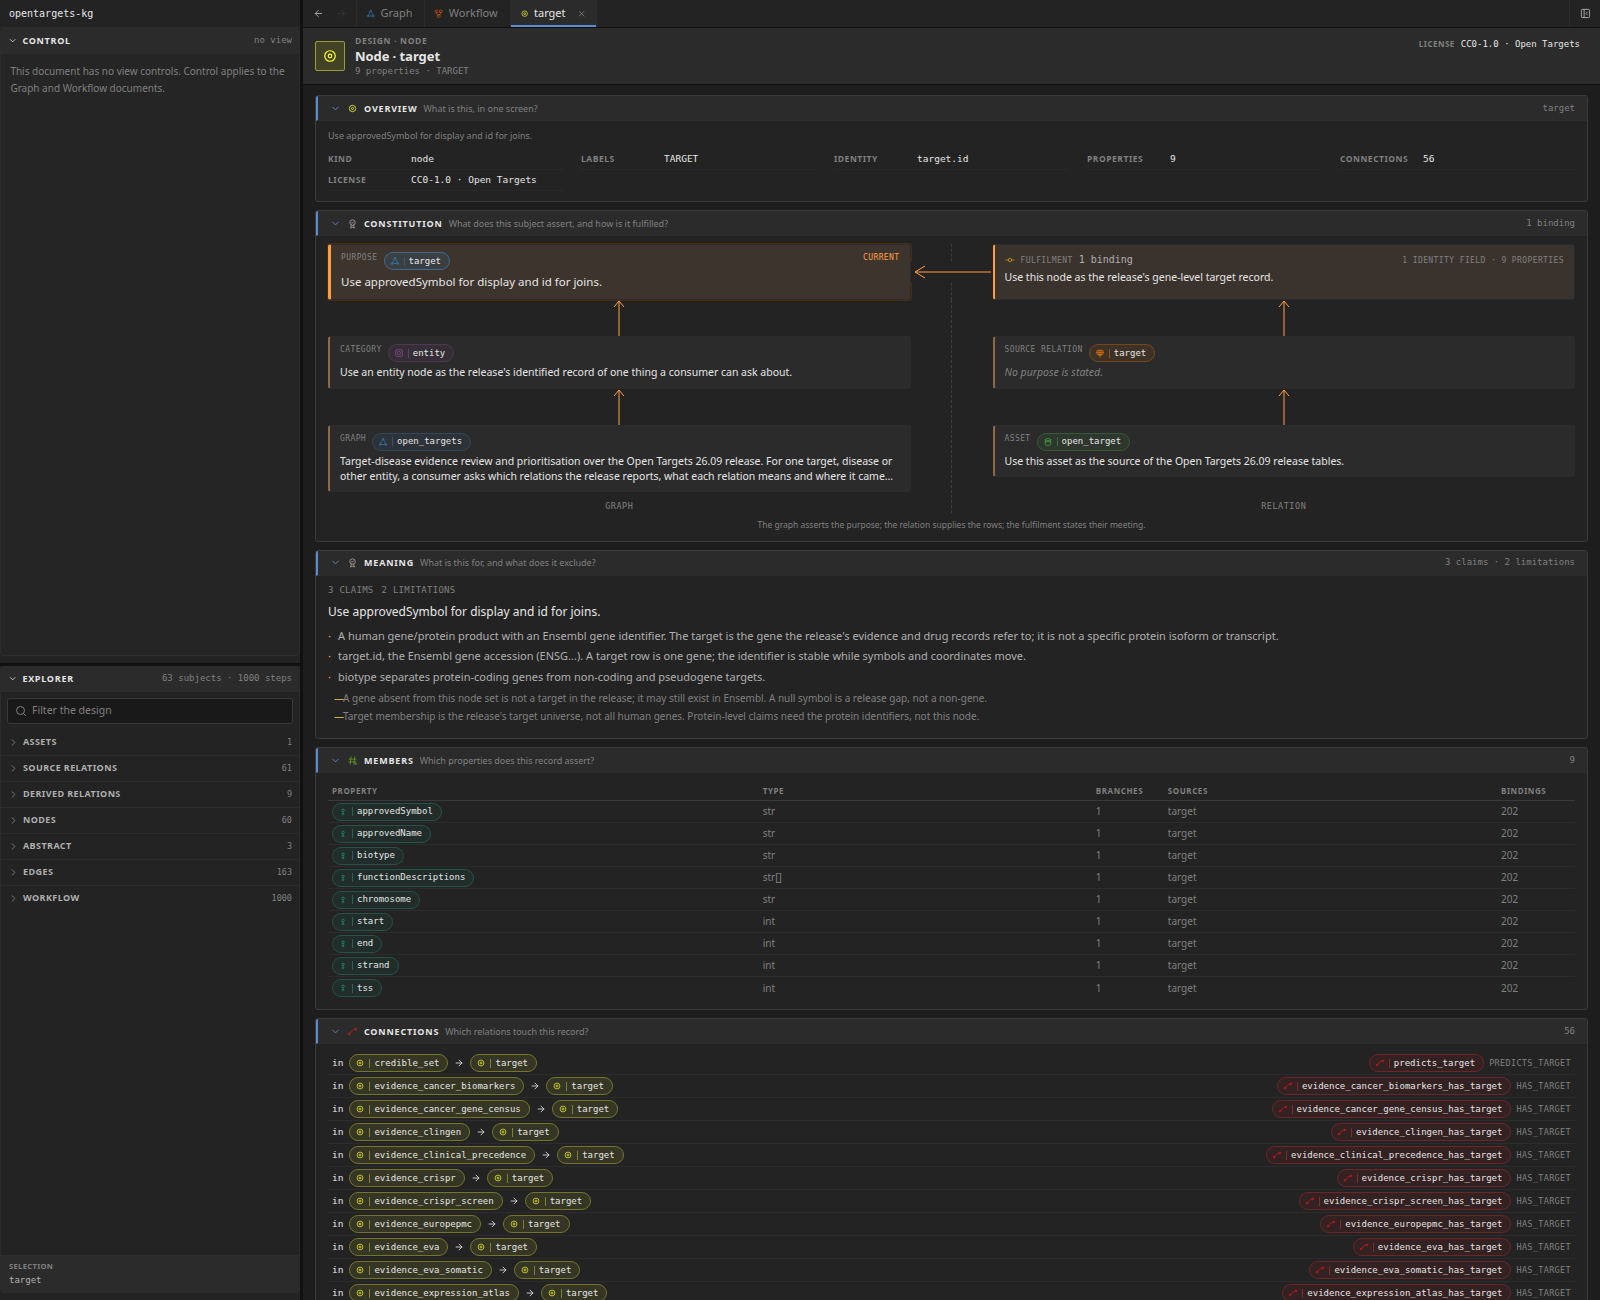 opentargets-kg
CONTROL no view
This document has no view controls. Control applies to the
Graph and Workflow documents.
EXPLORER 63 subjects · 1000 steps
Filter the design
ASSETS 1
SOURCE RELATIONS 61
DERIVED RELATIONS 9
NODES 60
ABSTRACT 3
EDGES 163
WORKFLOW 1000
SELECTION
target
Graph Workflow target
DESIGN · NODE
Node · target
9 properties · TARGET
LICENSE CC0-1.0 · Open Targets
OVERVIEW What is this, in one screen? target
Use approvedSymbol for display and id for joins.
KIND node LABELS TARGET IDENTITY target.id PROPERTIES 9 CONNECTIONS 56
LICENSE CC0-1.0 · Open Targets
CONSTITUTION What does this subject assert, and how is it fulfilled? 1 binding
PURPOSE target CURRENT
Use approvedSymbol for display and id for joins.
FULFILMENT 1 binding 1 IDENTITY FIELD · 9 PROPERTIES
Use this node as the release's gene-level target record.
CATEGORY entity
Use an entity node as the release's identified record of one thing a consumer can ask about.
SOURCE RELATION target
No purpose is stated.
GRAPH open_targets
Target-disease evidence review and prioritisation over the Open Targets 26.09 release. For one target, disease or
other entity, a consumer asks which relations the release reports, what each relation means and where it came...
ASSET open_target
Use this asset as the source of the Open Targets 26.09 release tables.
GRAPH RELATION
The graph asserts the purpose; the relation supplies the rows; the fulfilment states their meeting.
MEANING What is this for, and what does it exclude? 3 claims · 2 limitations
3 CLAIMS 2 LIMITATIONS
Use approvedSymbol for display and id for joins.
· A human gene/protein product with an Ensembl gene identifier. The target is the gene the release's evidence and drug records refer to; it is not a specific protein isoform or transcript.
· target.id, the Ensembl gene accession (ENSG...). A target row is one gene; the identifier is stable while symbols and coordinates move.
· biotype separates protein-coding genes from non-coding and pseudogene targets.
—A gene absent from this node set is not a target in the release; it may still exist in Ensembl. A null symbol is a release gap, not a non-gene.
—Target membership is the release's target universe, not all human genes. Protein-level claims need the protein identifiers, not this node.
MEMBERS Which properties does this record assert? 9
PROPERTY TYPE BRANCHES SOURCES BINDINGS
approvedSymbol str 1 target 202
approvedName str 1 target 202
biotype str 1 target 202
functionDescriptions str[] 1 target 202
chromosome str 1 target 202
start int 1 target 202
end int 1 target 202
strand int 1 target 202
tss int 1 target 202
CONNECTIONS Which relations touch this record? 56
in credible_set → target predicts_target PREDICTS_TARGET
in evidence_cancer_biomarkers → target evidence_cancer_biomarkers_has_target HAS_TARGET
in evidence_cancer_gene_census → target evidence_cancer_gene_census_has_target HAS_TARGET
in evidence_clingen → target evidence_clingen_has_target HAS_TARGET
in evidence_clinical_precedence → target evidence_clinical_precedence_has_target HAS_TARGET
in evidence_crispr → target evidence_crispr_has_target HAS_TARGET
in evidence_crispr_screen → target evidence_crispr_screen_has_target HAS_TARGET
in evidence_europepmc → target evidence_europepmc_has_target HAS_TARGET
in evidence_eva → target evidence_eva_has_target HAS_TARGET
in evidence_eva_somatic → target evidence_eva_somatic_has_target HAS_TARGET
in evidence_expression_atlas → target evidence_expression_atlas_has_target HAS_TARGET